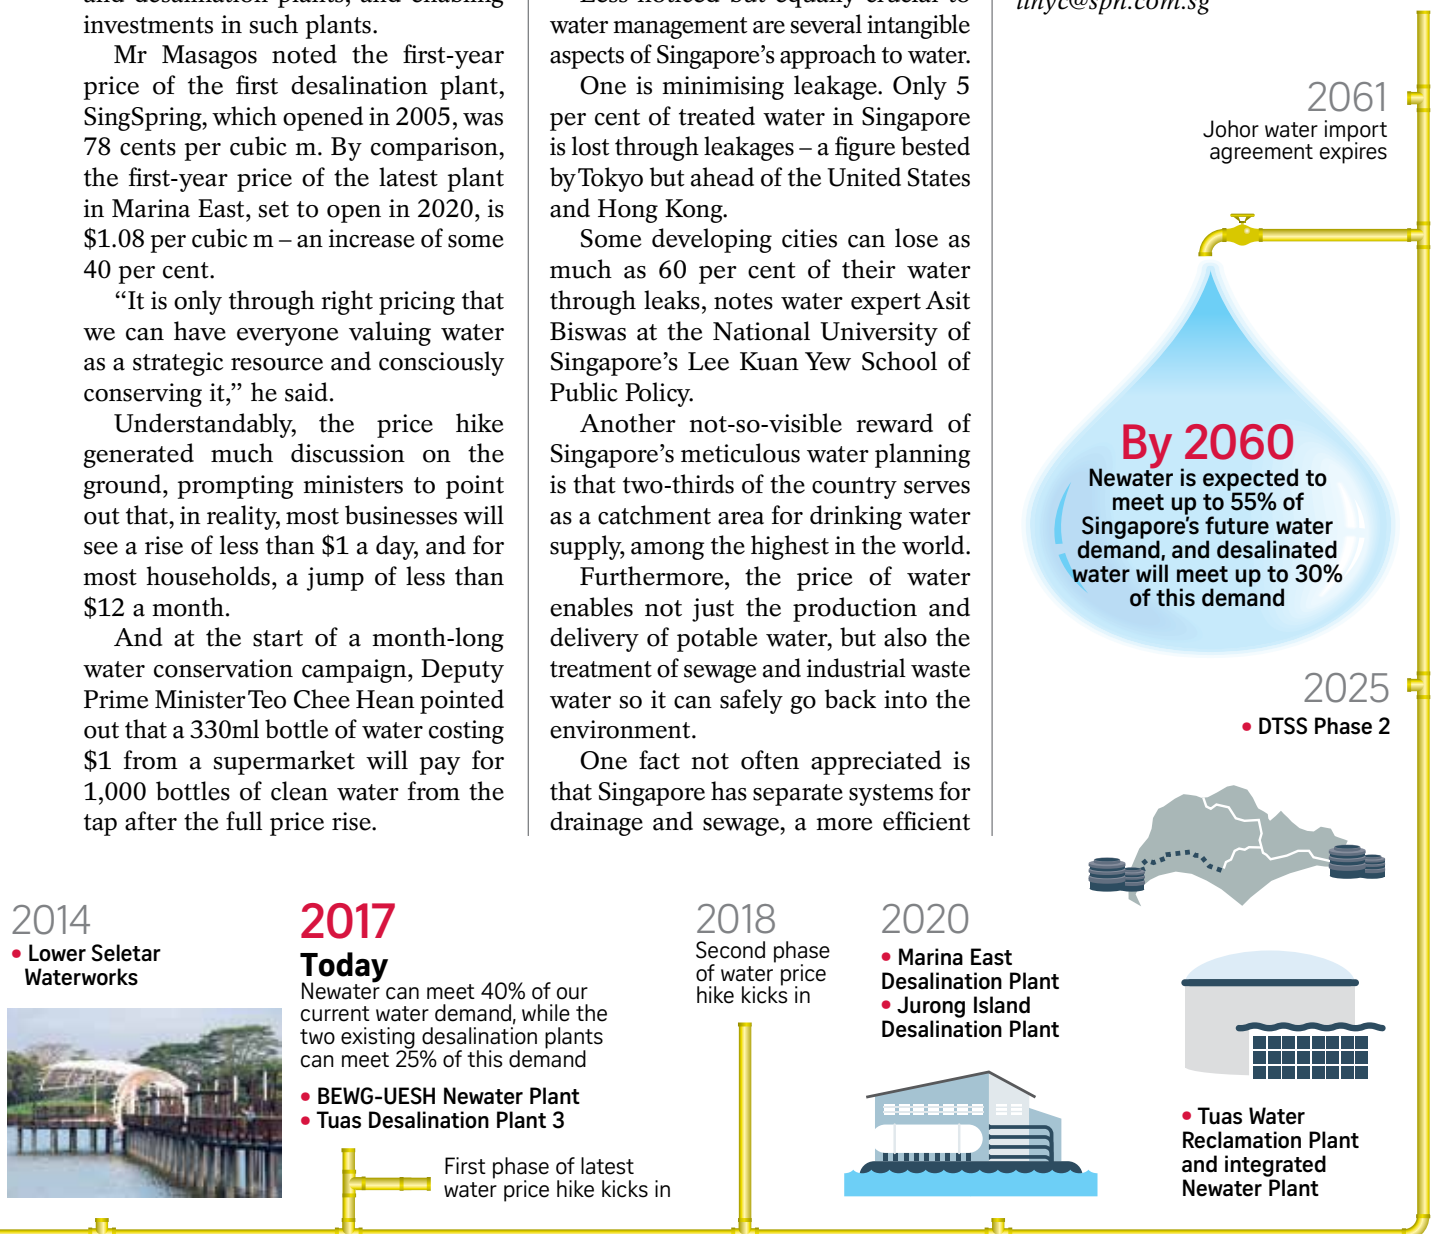 and desalination plants, and enabling
investments in such plants.
Mr Masagos noted the first-year
price of the first desalination plant,
SingSpring, which opened in 2005, was
78 cents per cubic m. By comparison,
the first-year price of the latest plant
in Marina East, set to open in 2020, is
$1.08 per cubic m – an increase of some
40 per cent.
“It is only through right pricing that
we can have everyone valuing water
as a strategic resource and consciously
conserving it,” he said.
Understandably, the price hike
generated much discussion on the
ground, prompting ministers to point
out that, in reality, most businesses will
see a rise of less than $1 a day, and for
most households, a jump of less than
$12 a month.
And at the start of a month-long
water conservation campaign, Deputy
Prime Minister Teo Chee Hean pointed
out that a 330ml bottle of water costing
$1 from a supermarket will pay for
1,000 bottles of clean water from the
tap after the full price rise.
Less noticed but equally crucial to
water management are several intangible
aspects of Singapore’s approach to water.
One is minimising leakage. Only 5
per cent of treated water in Singapore
is lost through leakages – a figure bested
by Tokyo but ahead of the United States
and Hong Kong.
Some developing cities can lose as
much as 60 per cent of their water
through leaks, notes water expert Asit
Biswas at the National University of
Singapore’s Lee Kuan Yew School of
Public Policy.
Another not-so-visible reward of
Singapore’s meticulous water planning
is that two-thirds of the country serves
as a catchment area for drinking water
supply, among the highest in the world.
Furthermore, the price of water
enables not just the production and
delivery of potable water, but also the
treatment of sewage and industrial waste
water so it can safely go back into the
environment.
One fact not often appreciated is
that Singapore has separate systems for
drainage and sewage, a more efficient
linyc@sph.com.sg
2061
Johor water import
agreement expires
By 2060
Newater is expected to
meet up to 55% of
Singapore’s future water
demand, and desalinated
water will meet up to 30%
of this demand
2025
• DTSS Phase 2
• Tuas Water
Reclamation Plant
and integrated
Newater Plant
2014
• Lower Seletar
Waterworks
2017
Today
Newater can meet 40% of our
current water demand, while the
two existing desalination plants
can meet 25% of this demand
• BEWG-UESH Newater Plant
• Tuas Desalination Plant 3
First phase of latest
water price hike kicks in
2018
Second phase
of water price
hike kicks in
2020
• Marina East
Desalination Plant
• Jurong Island
Desalination Plant